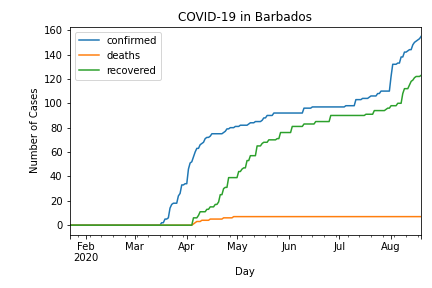 COVID-19 in Barbados
confirmed
deaths
recovered
Number of Cases
160
140
120
100
80
60
40
20
0
Feb Mar Apr May Jun Jul Aug
2020
Day